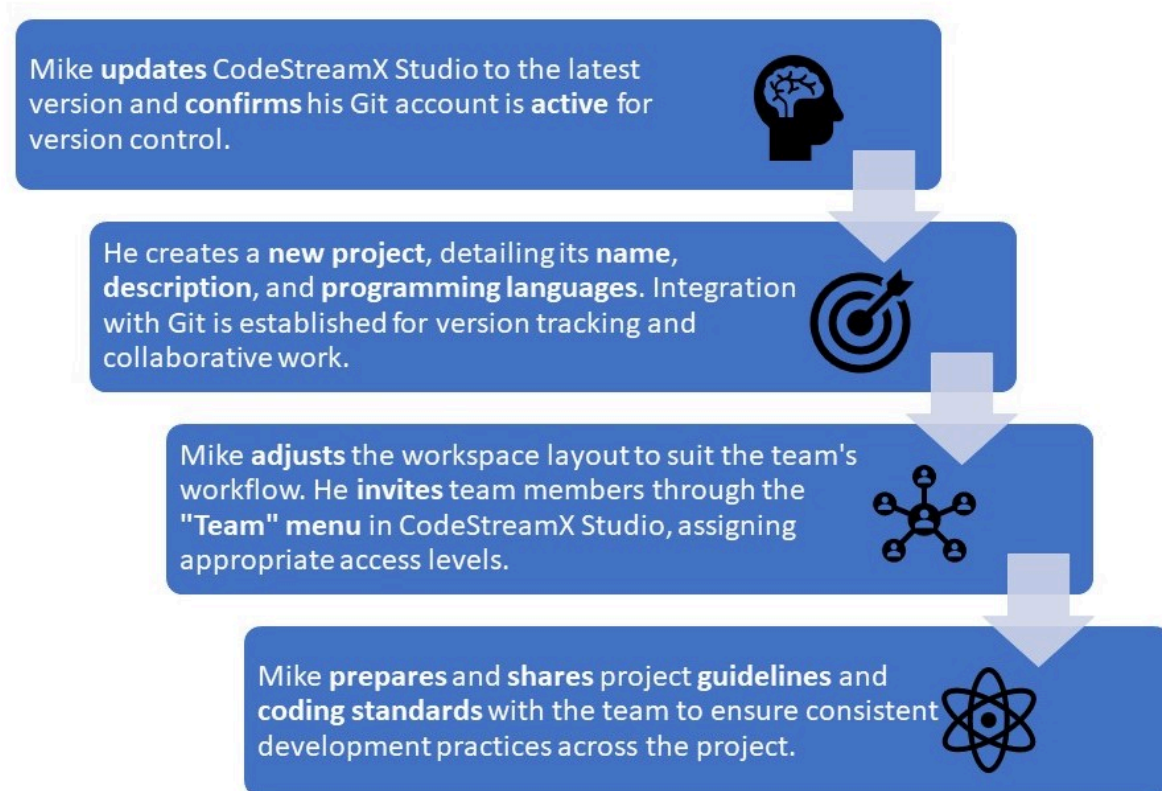 Mike updates CodeStreamX Studio to the latest
version and confirms his Git account is active for
version control.
He creates a new project, detailing its name,
description, and programming languages. Integration
with Git is established for version tracking and
collaborative work.
Mike adjusts the workspace layout to suit the team's
workflow. He invites team members through the
"Team" menu in CodeStreamX Studio, assigning
appropriate access levels.
Mike prepares and shares project guidelines and
coding standards with the team to ensure consistent
development practices across the project.